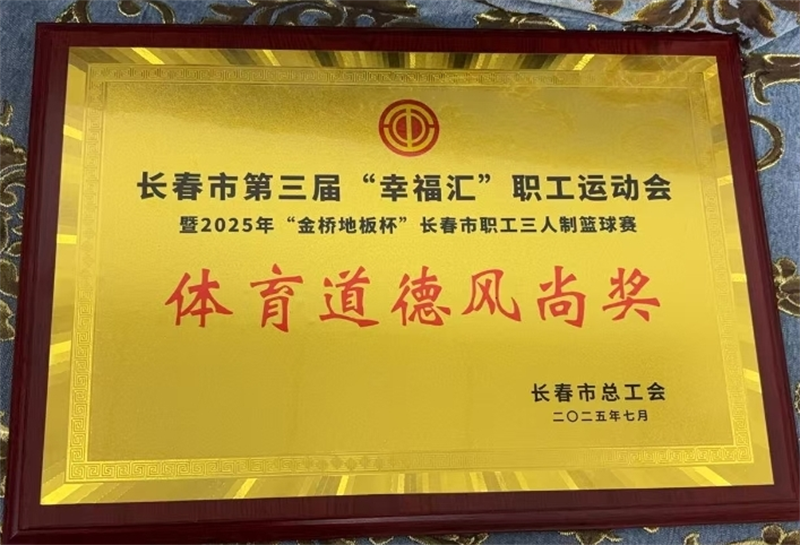 长春市第三届“幸福汇”职工运动会
暨2025年“金桥地板杯”长春市职工三人制篮球赛
体育道德风尚奖
长春市总工会
二〇二五年七月